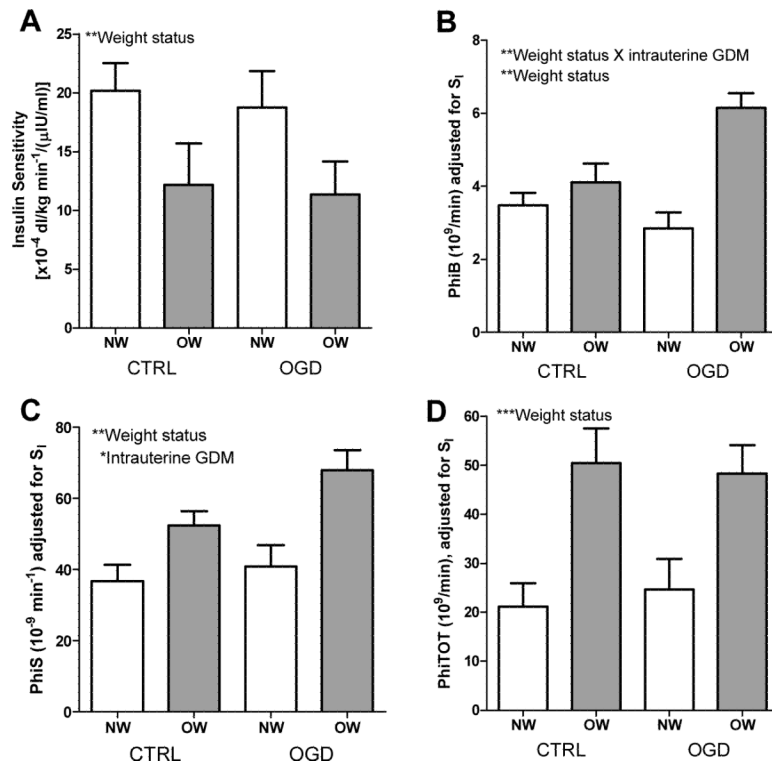 A
**Weight status
Insulin Sensitivity
[x10⁻⁴ dl/kg min⁻¹/(μIU/ml)]
25
20
15
10
5
0
NW OW NW OW
CTRL OGD
B
**Weight status X intrauterine GDM
**Weight status
PhiB (10⁹/min) adjusted for S_I
8
6
4
2
0
NW OW NW OW
CTRL OGD
C
**Weight status
*Intrauterine GDM
PhiS (10⁻⁹ min⁻¹) adjusted for S_I
80
60
40
20
0
NW OW NW OW
CTRL OGD
D
***Weight status
PhiTOT (10⁹/min), adjusted for S_I
60
50
40
30
20
10
0
NW OW NW OW
CTRL OGD